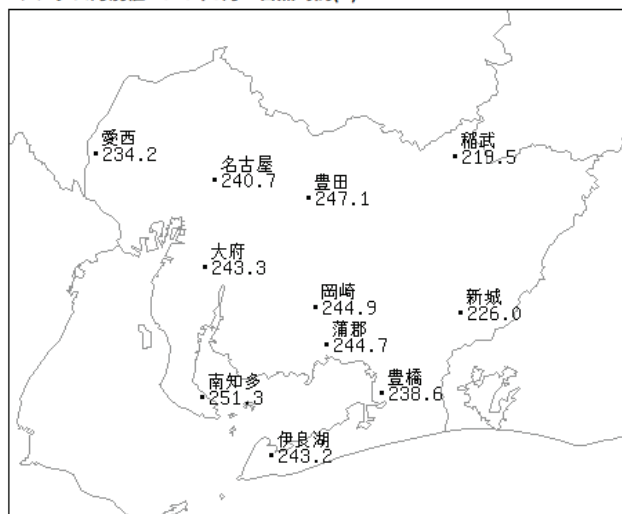 愛西
234.2
稲武
219.5
名古屋
240.7
豊田
247.1
大府
243.3
岡崎
244.9
新城
226.0
蒲郡
244.7
南知多
251.3
豊橋
238.6
伊良湖
243.2